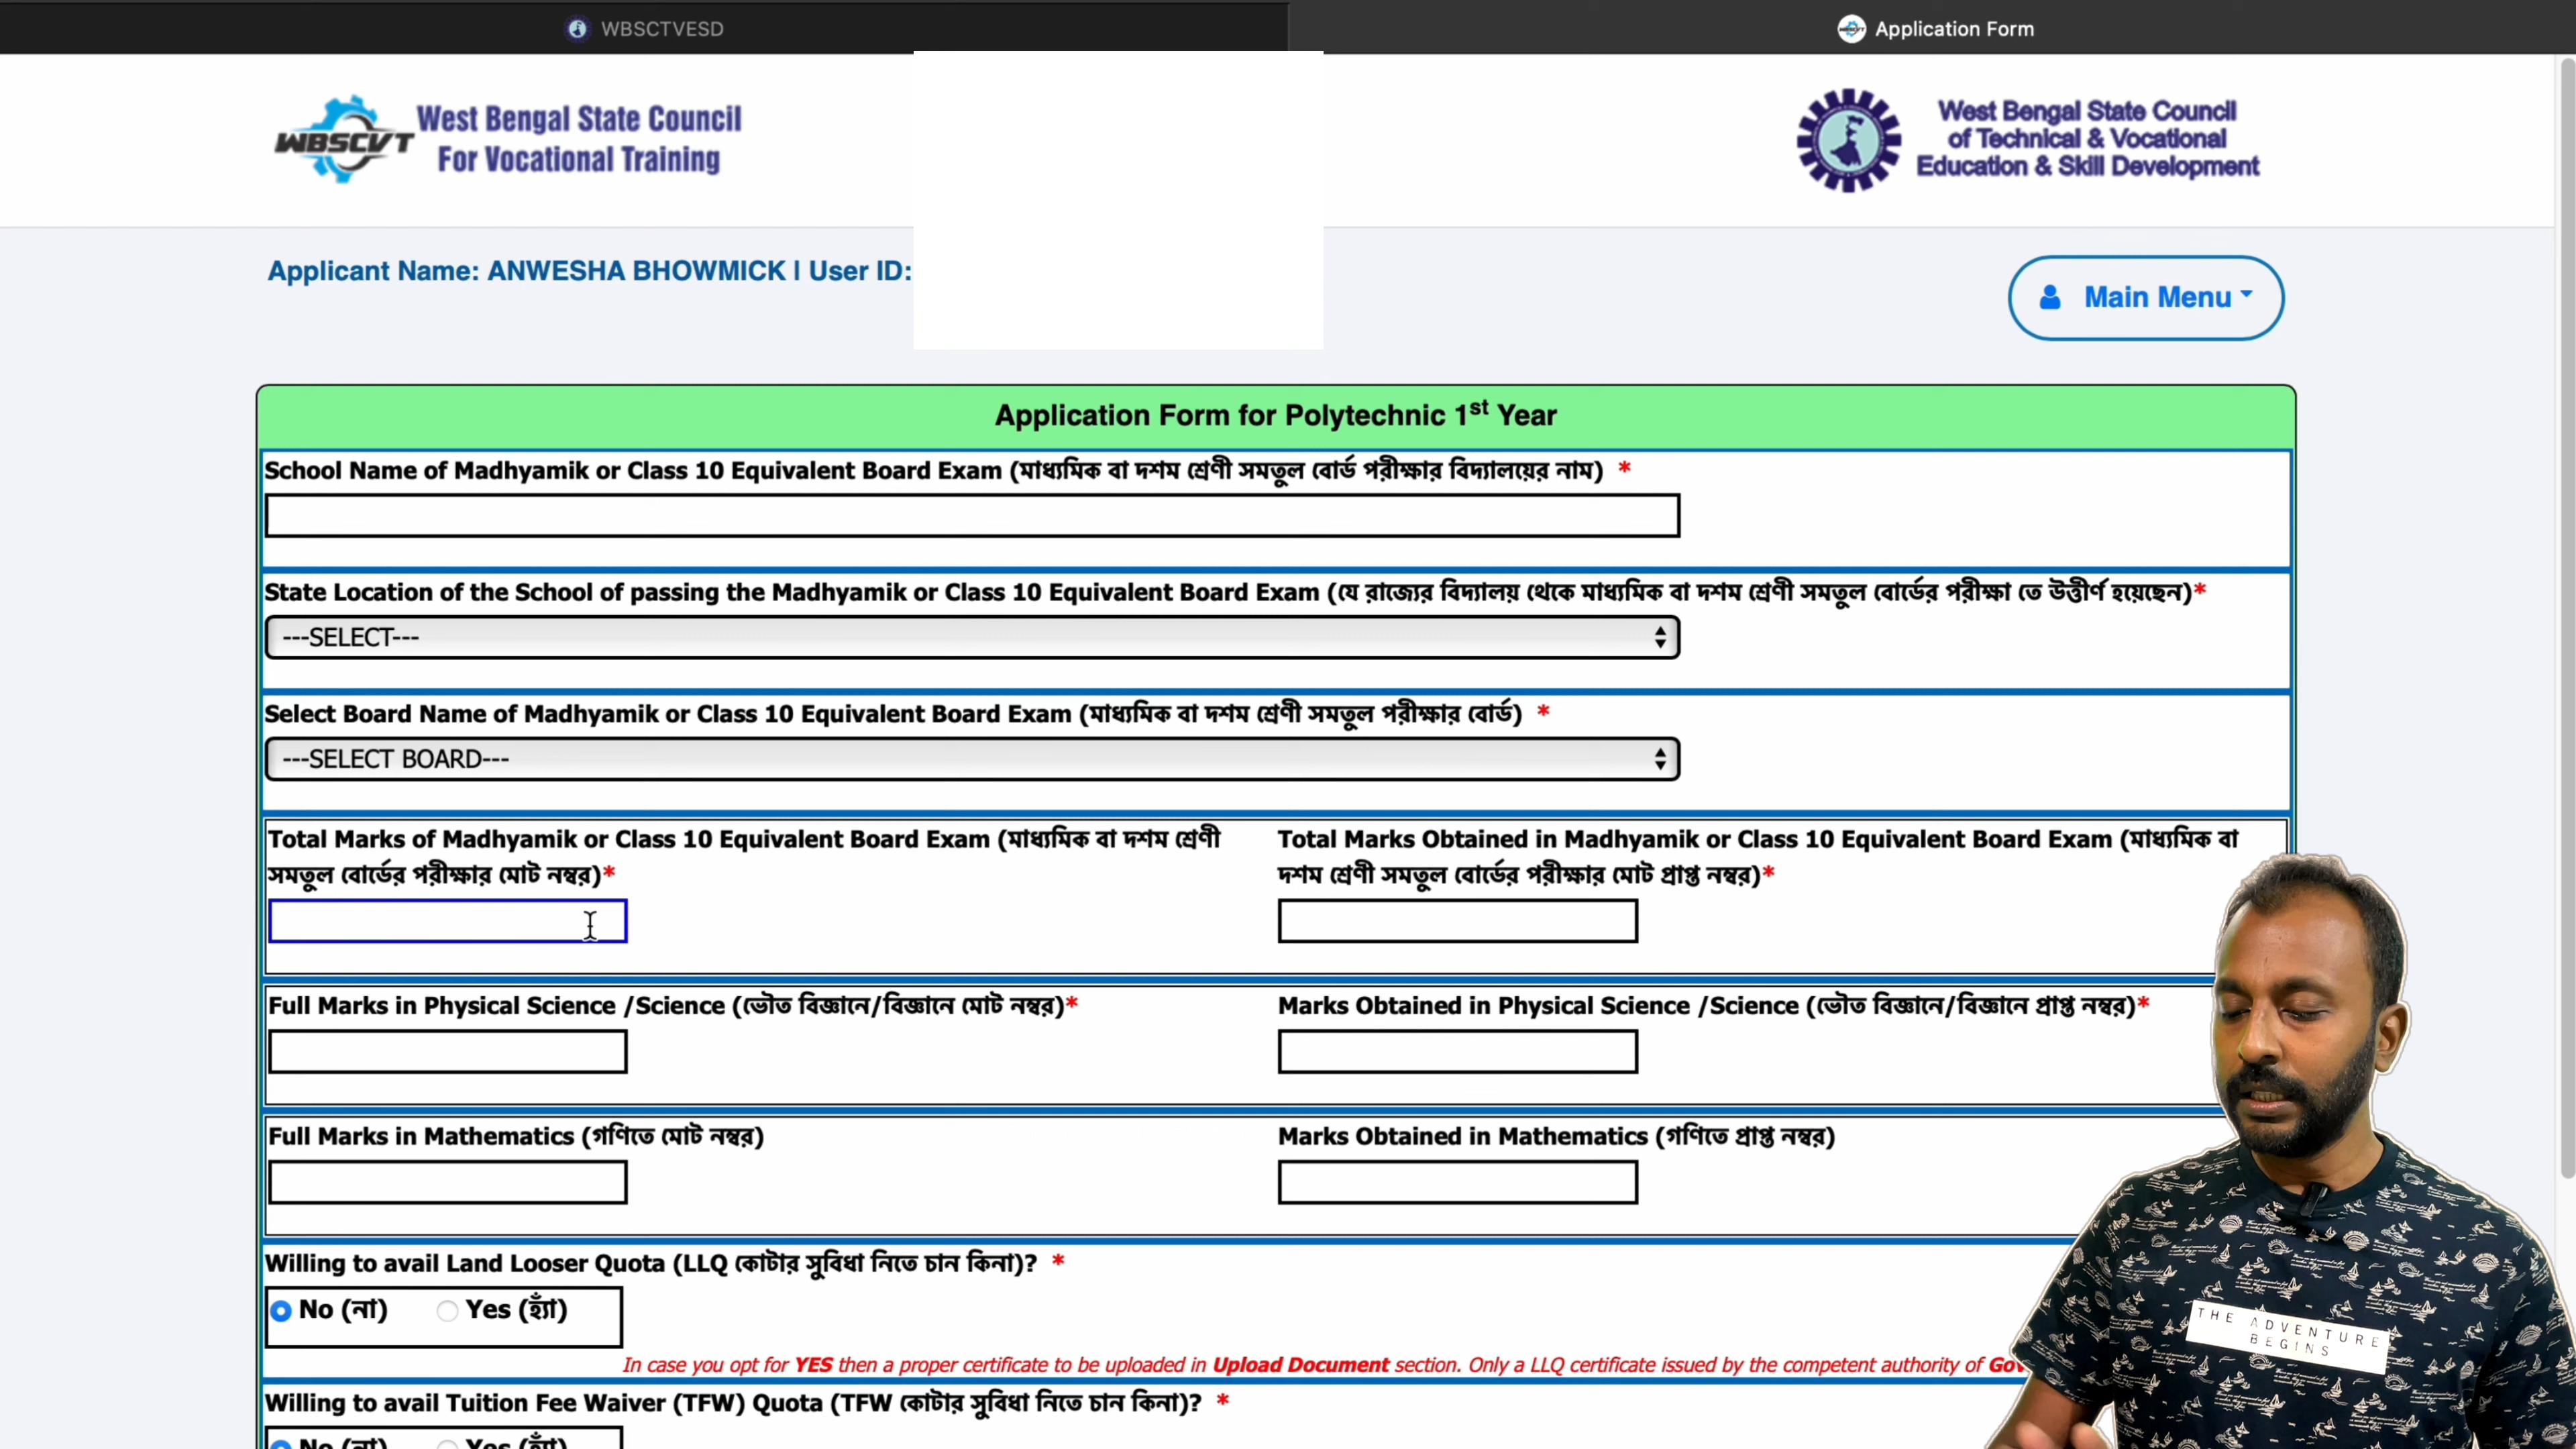 WBSCTVESD
Application Form
WBSCVT
West Bengal State Council
For Vocational Training
West Bengal State Council
of Technical & Vocational
Education & Skill Development
Applicant Name: ANWESHA BHOWMICK | User ID:
Main Menu
Application Form for Polytechnic 1st Year
School Name of Madhyamik or Class 10 Equivalent Board Exam (মাধ্যমিক বা দশম শ্রেণী সমতুল বোর্ড পরীক্ষার বিদ্যালয়ের নাম) *
State Location of the School of passing the Madhyamik or Class 10 Equivalent Board Exam (যে রাজ্যের বিদ্যালয় থেকে মাধ্যমিক বা দশম শ্রেণী সমতুল বোর্ডের পরীক্ষা তে উত্তীর্ণ হয়েছেন)*
---SELECT---
Select Board Name of Madhyamik or Class 10 Equivalent Board Exam (মাধ্যমিক বা দশম শ্রেণী সমতুল পরীক্ষার বোর্ড) *
---SELECT BOARD---
Total Marks of Madhyamik or Class 10 Equivalent Board Exam (মাধ্যমিক বা দশম শ্রেণী
সমতুল বোর্ডের পরীক্ষার মোট নম্বর)*
Total Marks Obtained in Madhyamik or Class 10 Equivalent Board Exam (মাধ্যমিক বা
দশম শ্রেণী সমতুল বোর্ডের পরীক্ষার মোট প্রাপ্ত নম্বর)*
Full Marks in Physical Science /Science (ভৌত বিজ্ঞানে/বিজ্ঞানে মোট নম্বর)*
Marks Obtained in Physical Science /Science (ভৌত বিজ্ঞানে/বিজ্ঞানে প্রাপ্ত নম্বর)*
Full Marks in Mathematics (গণিতে মোট নম্বর)
Marks Obtained in Mathematics (গণিতে প্রাপ্ত নম্বর)
Willing to avail Land Looser Quota (LLQ কোটার সুবিধা নিতে চান কিনা)? *
No (না) Yes (হ্যাঁ)
In case you opt for YES then a proper certificate to be uploaded in Upload Document section. Only a LLQ certificate issued by the competent authority of
Willing to avail Tuition Fee Waiver (TFW) Quota (TFW কোটার সুবিধা নিতে চান কিনা)? *
No (না) Yes (হ্যাঁ)
THE ADVENTURE
BEGINS